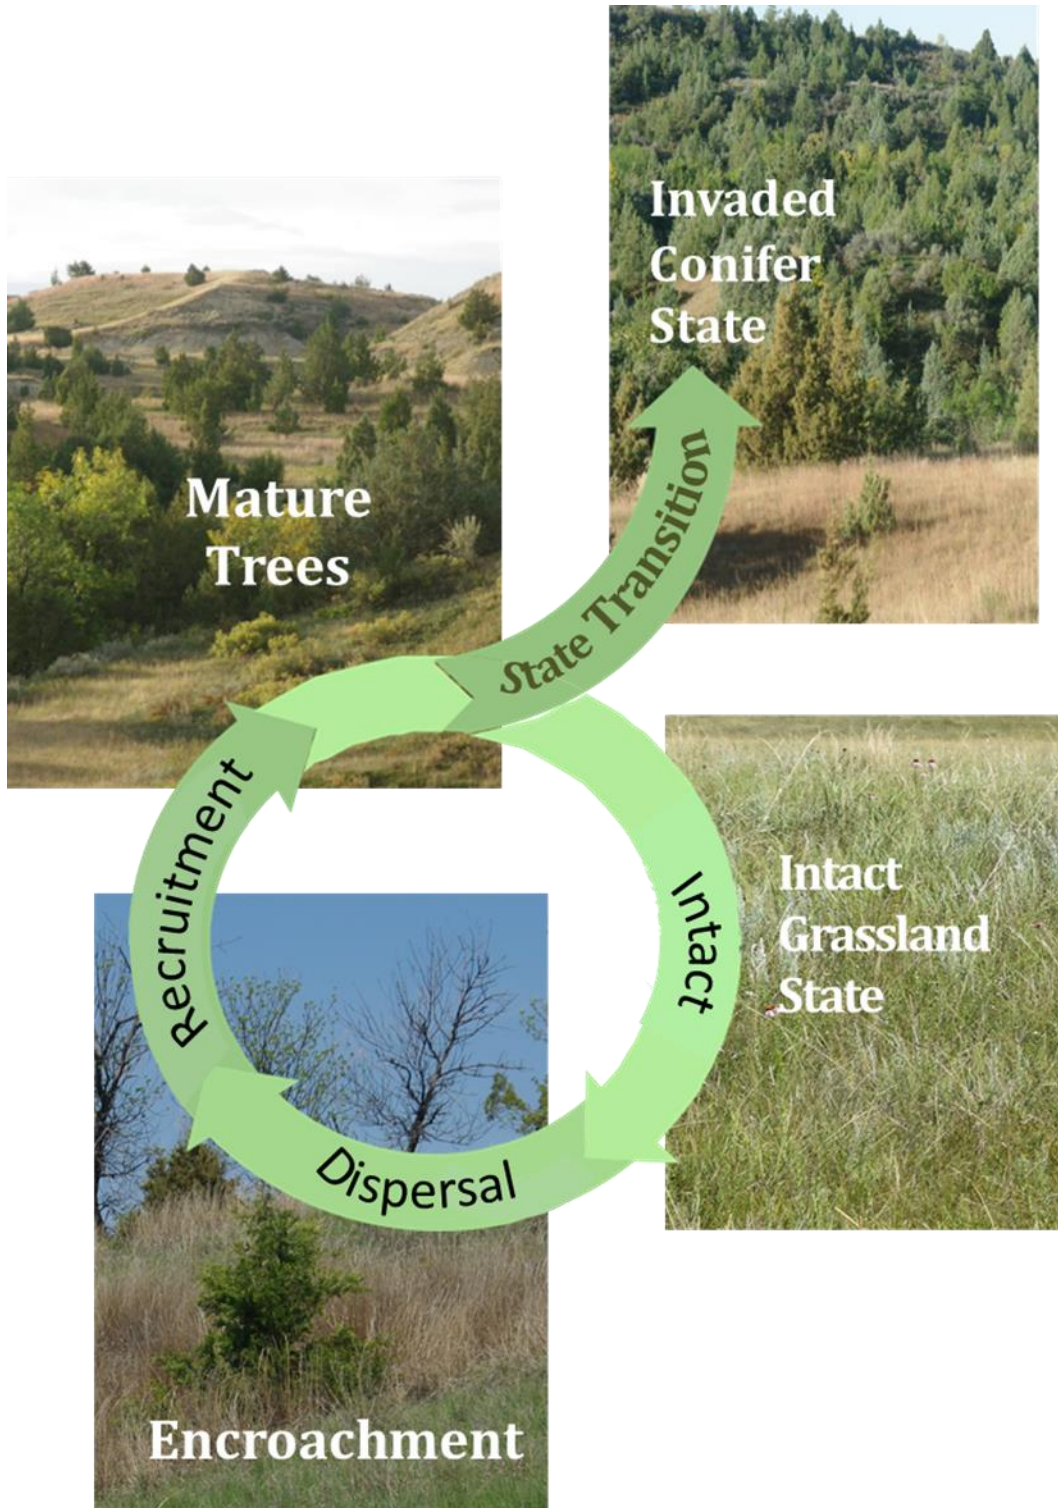 Invaded
Conifer
State
Mature
Trees
State Transition
Recruitment
Intact
Intact
Grassland
State
Dispersal
Encroachment